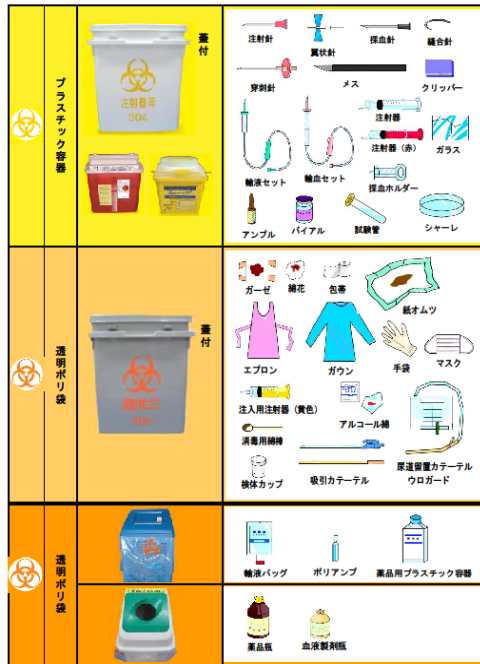 プラスチック容器
蓋付
注射器等
30ℓ
注射針
翼状針
採血針
縫合針
穿刺針
メス
クリッパー
注射器
注射器（赤）
ガラス
輸液セット
輸血セット
採血ホルダー
アンプル
バイアル
試験管
シャーレ
透明ポリ袋
蓋付
ガーゼ
綿花
包帯
紙オムツ
エプロン
ガウン
手袋
マスク
注入用注射器（黄色）
アルコール綿
消毒用綿棒
検体カップ
吸引カテーテル
尿道留置カテーテル
ウロガード
透明ポリ袋
輸液バッグ
ポリアンプ
薬品用プラスチック容器
薬品瓶
血液製剤瓶